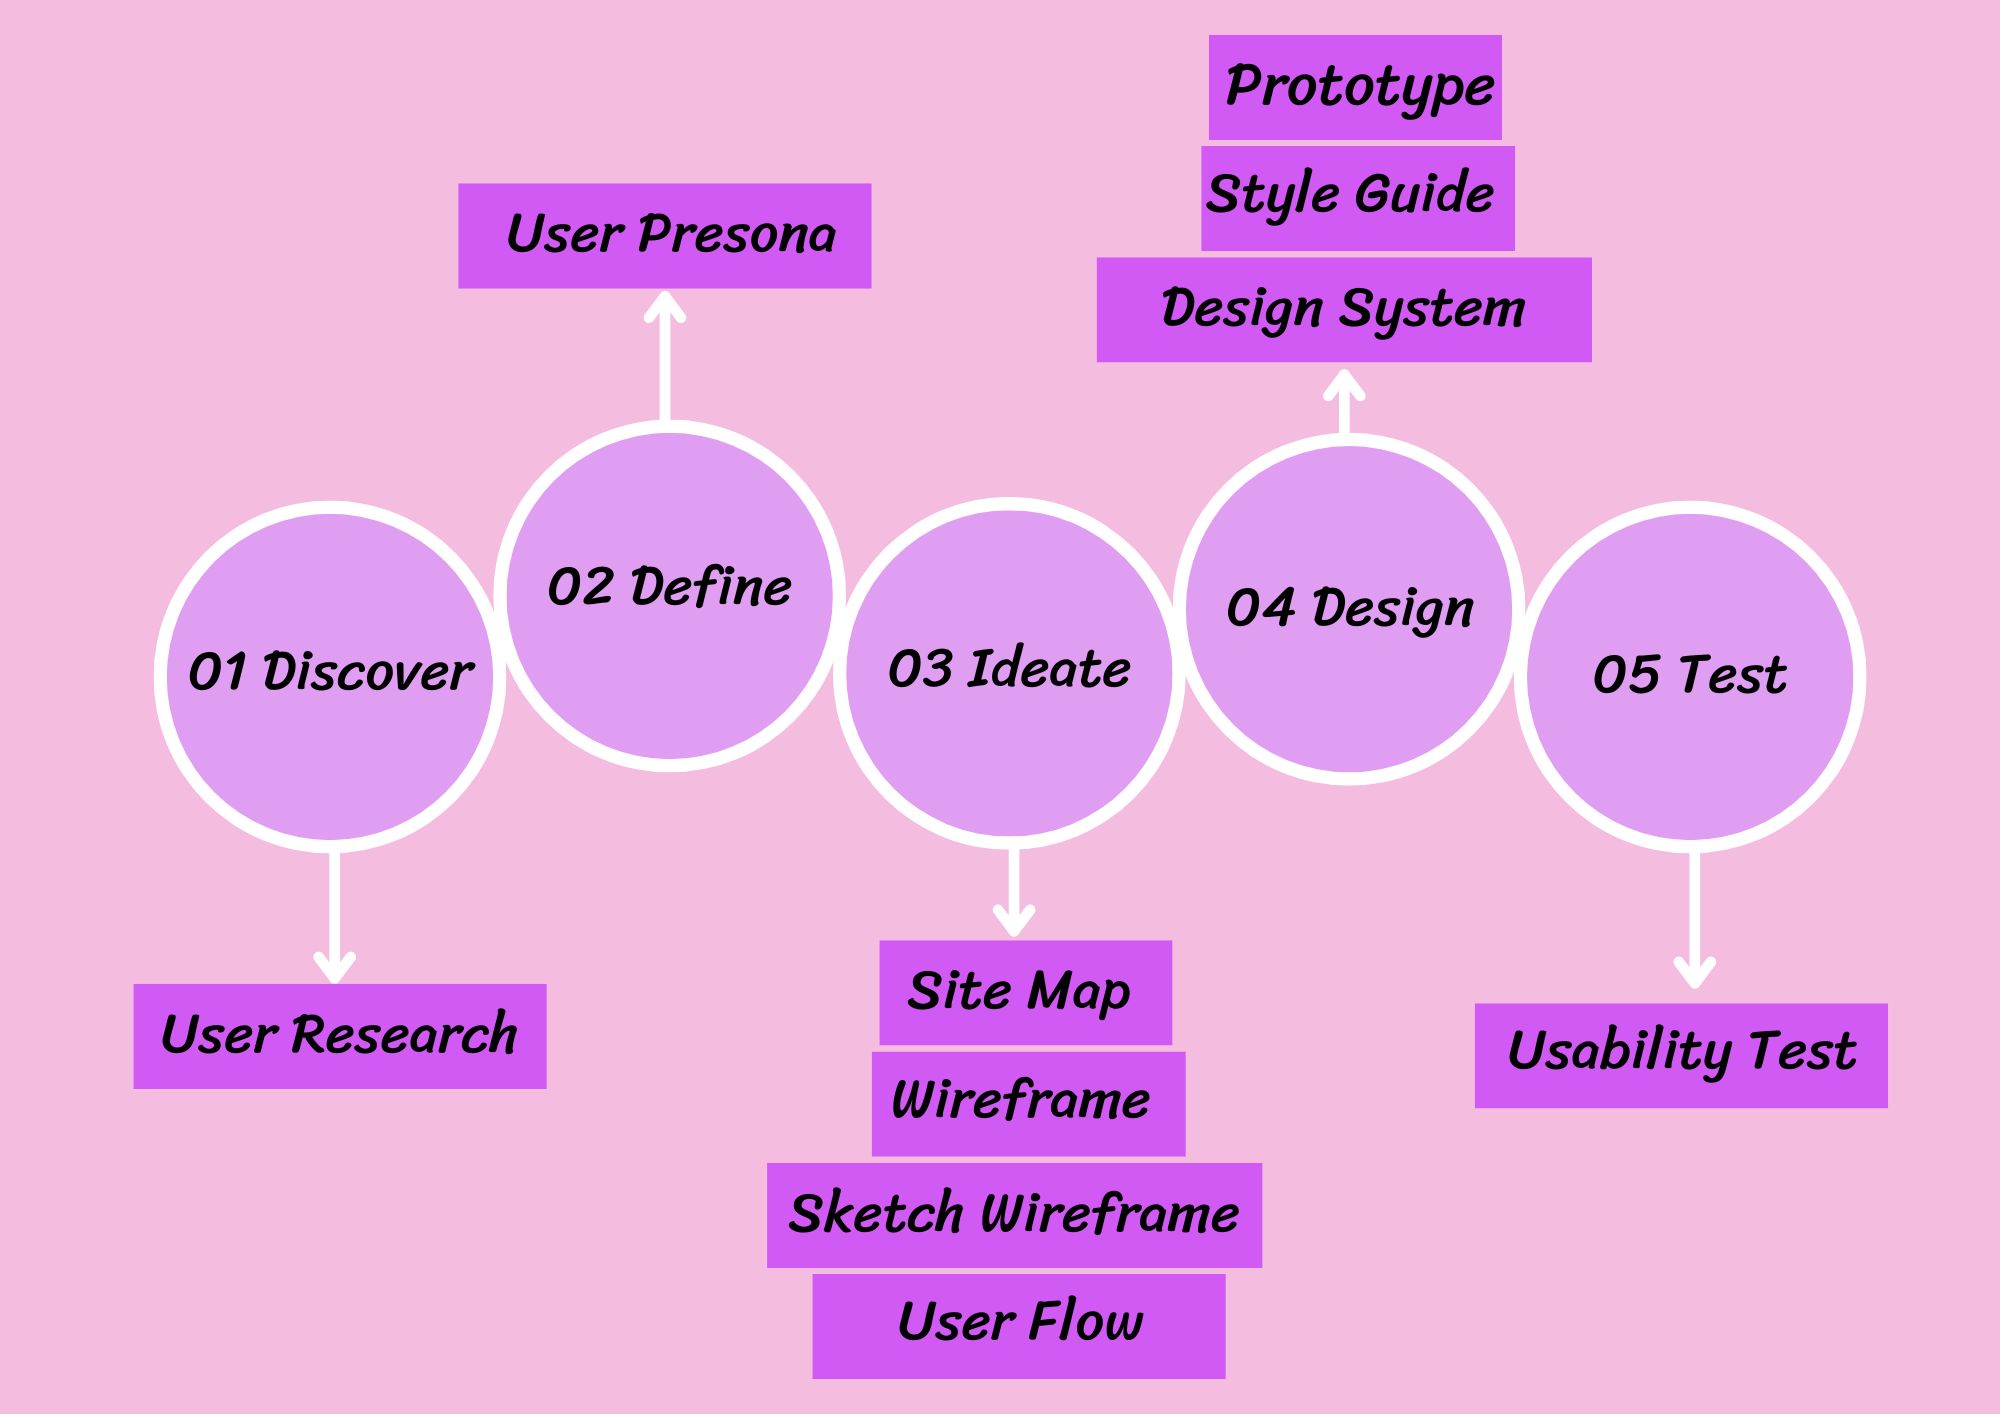 Prototype
Style Guide
Design System
User Presona
01 Discover
02 Define
03 Ideate
04 Design
05 Test
User Research
Site Map
Wireframe
Sketch Wireframe
User Flow
Usability Test